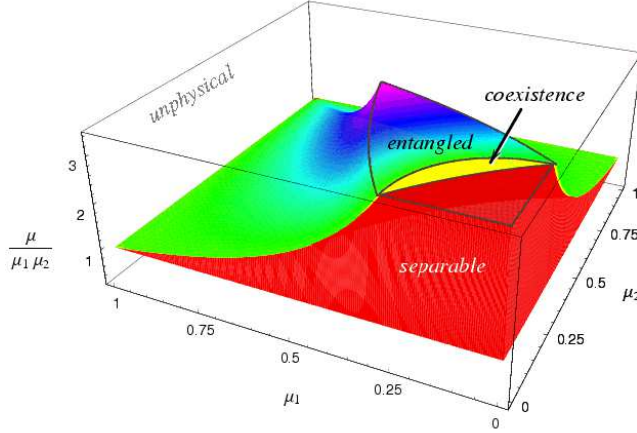 unphysical
coexistence
entangled
separable
3
2
1
μ
μ₁ μ₂
1
0.75
0.5
0.25
0
μ₁
0
0.25
0.5
0.75
1
μ₂